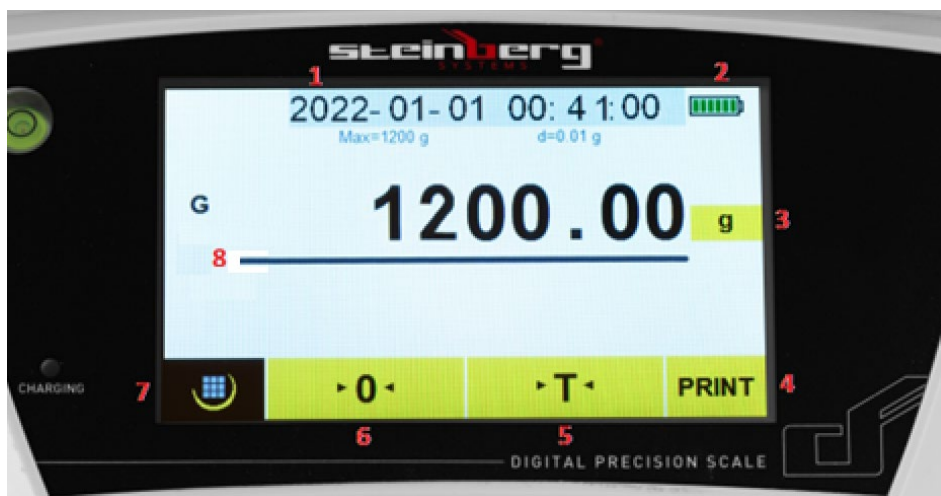 steinberg
SYSTEMS
1
2
2022-01-01 00:41:00
Max=1200 g d=0.01 g
G 1200.00 g 3
8
CHARGING
7 0 T PRINT 4
6 5
DIGITAL PRECISION SCALE